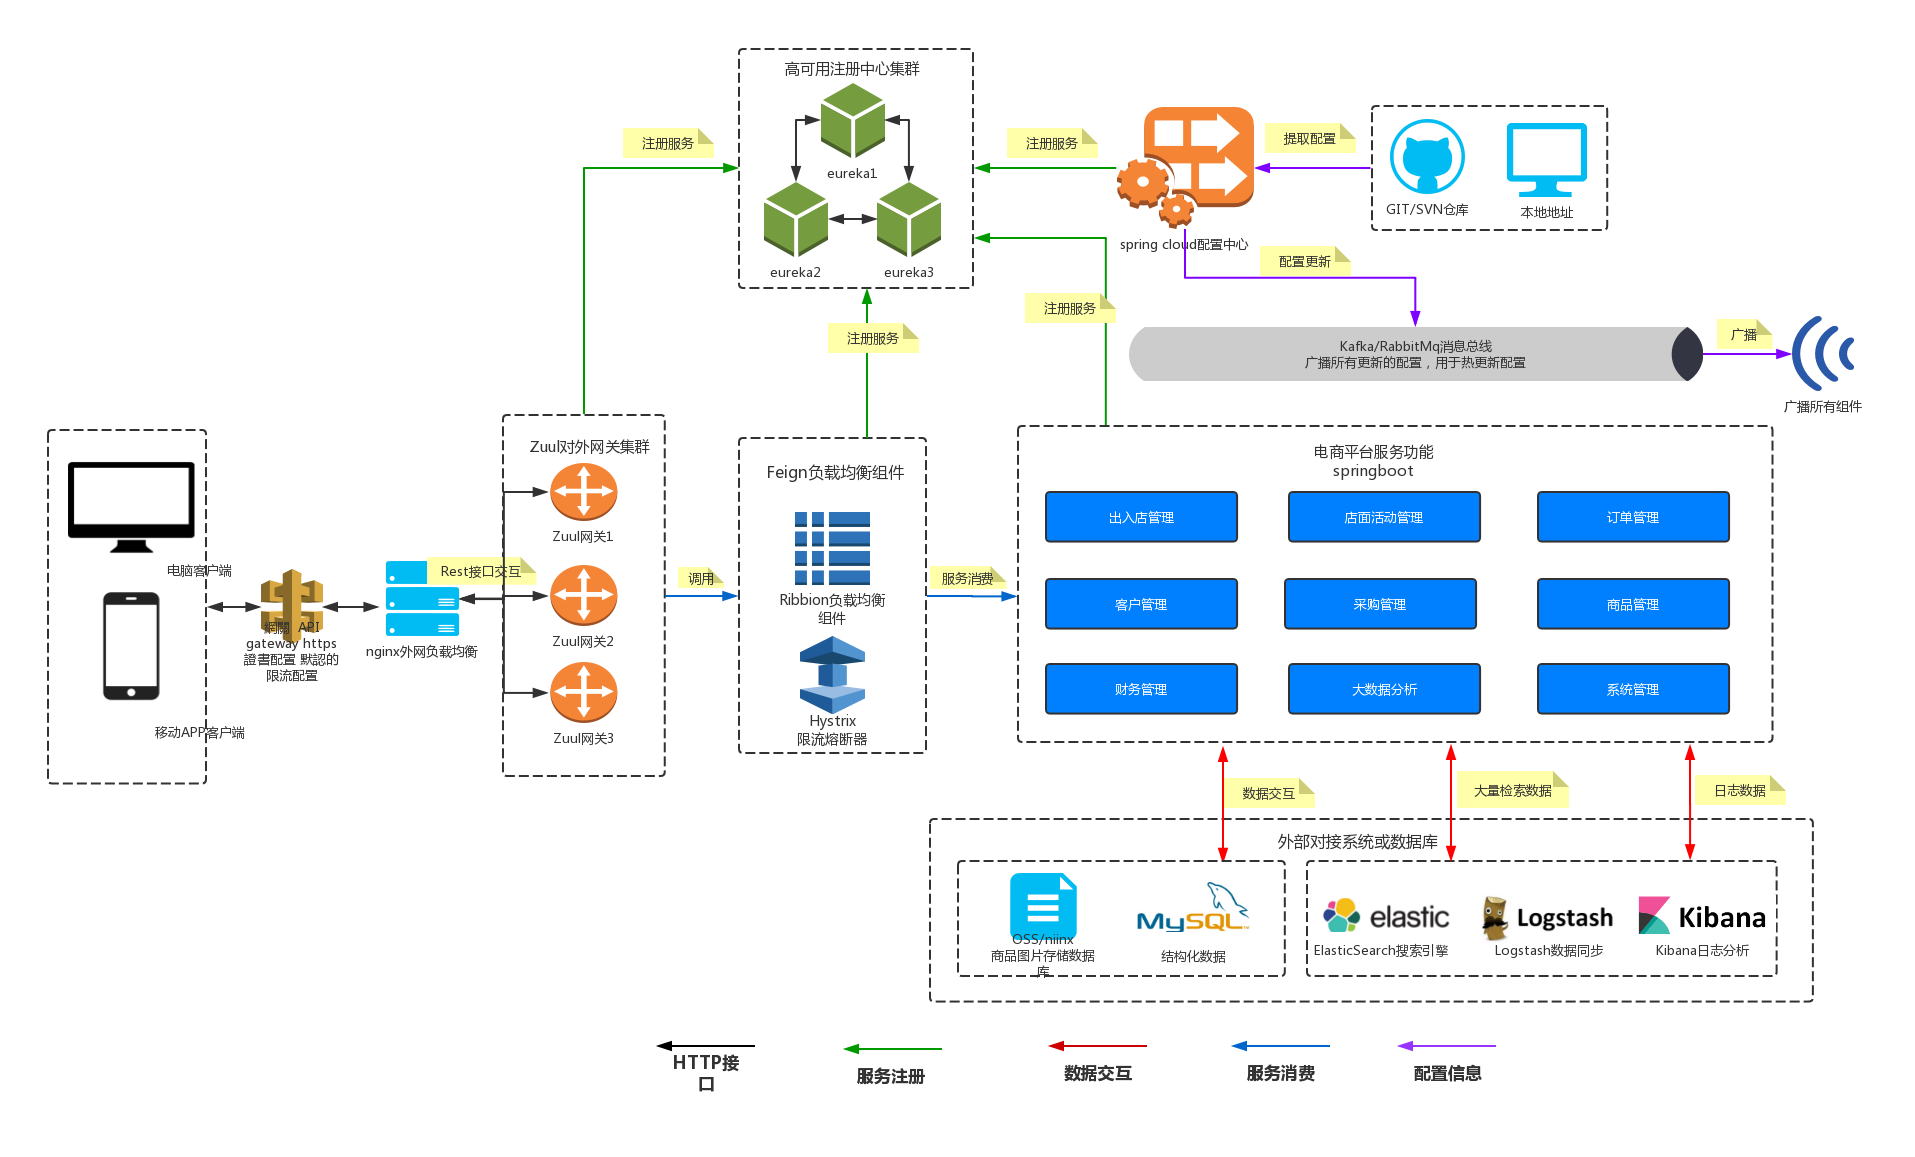 高可用注册中心集群
eureka1
eureka2
eureka3
注册服务
注册服务
提取配置
GIT/SVN仓库
本地地址
spring cloud配置中心
配置更新
注册服务
注册服务
Kafka/RabbitMq消息总线
广播所有更新的配置，用于热更新配置
广播
广播所有组件
电脑客户端
移动APP客户端
網關 API
gateway https
證書配置 默認的
限流配置
nginx外网负载均衡
Rest接口交互
Zuul对外网关集群
Zuul网关1
Zuul网关2
Zuul网关3
调用
Feign负载均衡组件
Ribbion负载均衡
组件
Hystrix
限流熔断器
服务消费
电商平台服务功能
springboot
出入店管理
店面活动管理
订单管理
客户管理
采购管理
商品管理
财务管理
大数据分析
系统管理
数据交互
大量检索数据
日志数据
外部对接系统或数据库
OSS/niinx
商品图片存储数据
库
MySQL
结构化数据
elastic
ElasticSearch搜索引擎
Logstash
Logstash数据同步
Kibana
Kibana日志分析
HTTP接
口
服务注册
数据交互
服务消费
配置信息